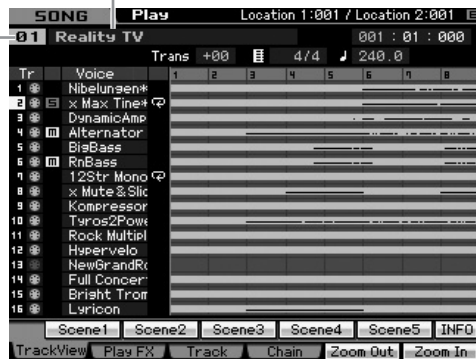 SONG Play Location 1:001 / Location 2:001
01 Reality TV 001 : 01 : 000
Trans +00 4/4 ♩ 240.0
Tr Voice 1 2 3 4 5 6 7 8
1 Nibelungen*
2 S x Max Tine*
3 DynamicAmp
4 m Alternator
5 BigBass
6 m RnBass
7 12Str Mono
8 x Mute&Slid
9 Kompressor
10 Tyros2Powe
11 Rock Multipl
12 Hypervelo
13 NewGrandRo
14 Full Concer
15 Bright Trom
16 Lyricon
Scene1 Scene2 Scene3 Scene4 Scene5 INFO
TrackView Play FX Track Chain Zoom Out Zoom In